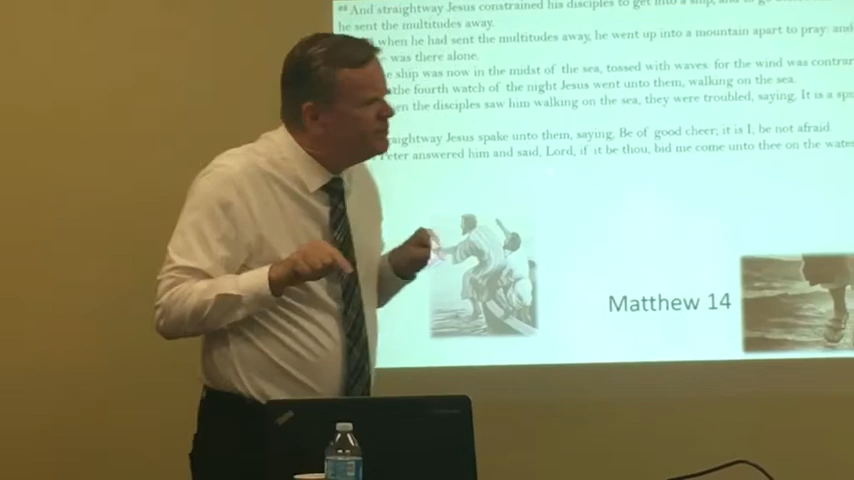 And straightway Jesus constrained his disciples to get into a ship, and to go
he sent the multitudes away.
when he had sent the multitudes away, he went up into a mountain apart to pray: and
was there alone.
ship was now in the midst of the sea, tossed with waves: for the wind was contrar
the fourth watch of the night Jesus went unto them, walking on the sea.
en the disciples saw him walking on the sea, they were troubled, saying, It is a spi
aightway Jesus spake unto them, saying, Be of good cheer; it is I, be not afraid
Peter answered him and said, Lord, if it be thou, bid me come unto thee on the water
Matthew 14